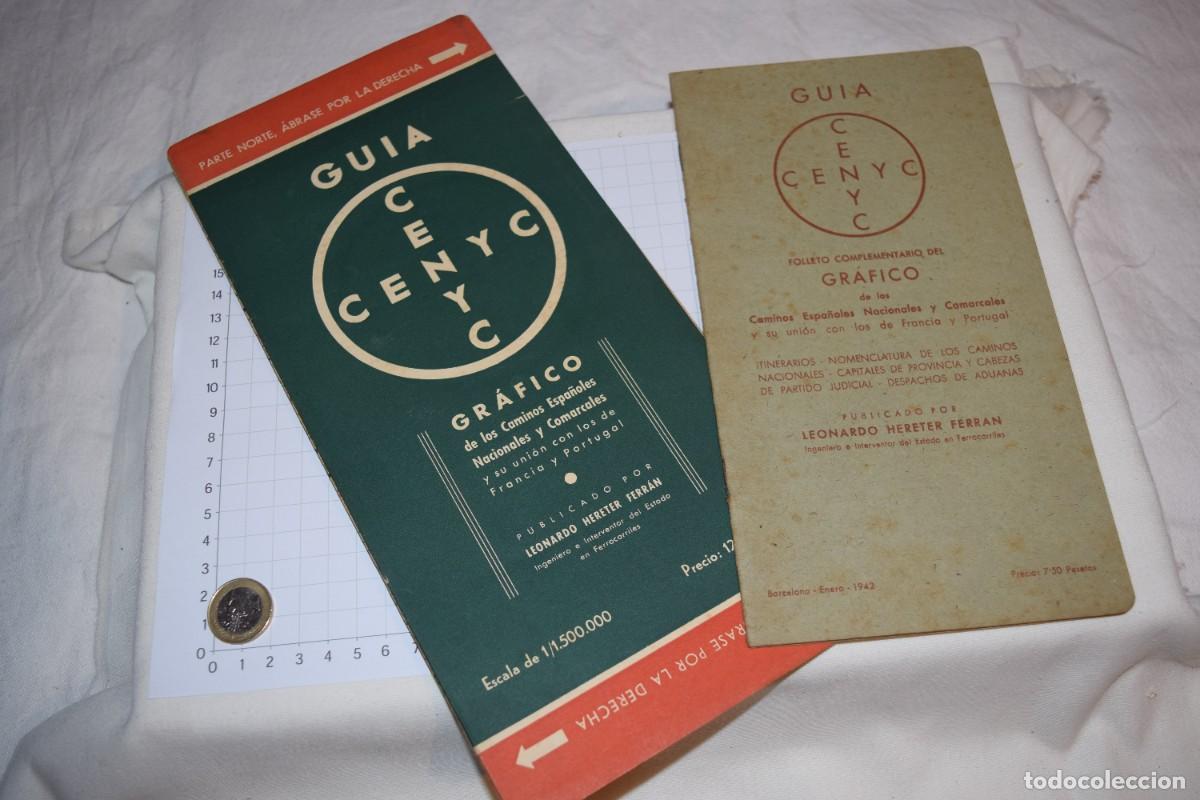 PARTE NORTE, ÁBRASE POR LA DERECHA
GUIA
CENYC
CENYC
GRÁFICO
de los Caminos Españoles
Nacionales y Comarcales
y su unión con los de
Francia y Portugal
PUBLICADO POR
LEONARDO HERETER FERRÁN
Ingeniero e Interventor del Estado
en Ferrocarriles
Precio: 12
Escala de 1/1.500.000
RASE POR LA DERECHA
GUIA
CENYC
CENYC
FOLLETO COMPLEMENTARIO DEL
GRÁFICO
de los
Caminos Españoles Nacionales y Comarcales
y su unión con los de Francia y Portugal
ITINERARIOS - NOMENCLATURA DE LOS CAMINOS
NACIONALES - CAPITALES DE PROVINCIA Y CABEZAS
DE PARTIDO JUDICIAL - DESPACHOS DE ADUANAS
PUBLICADO POR
LEONARDO HERETER FERRAN
Ingeniero e Interventor del Estado en Ferrocarriles
Barcelona - Enero - 1942
Precio: 7'50 Pesetas
15
14
13
12
11
10
9
8
7
6
5
4
3
2
1
0
0 1 2 3 4 5 6 7
todocoleccion